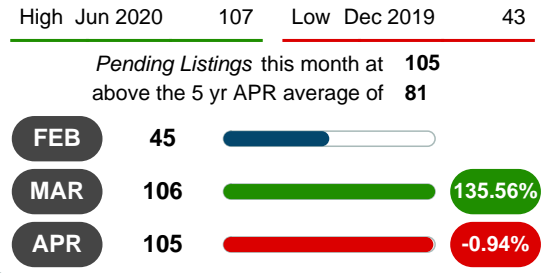 High Jun 2020 107 Low Dec 2019 43
Pending Listings this month at 105
above the 5 yr APR average of 81
FEB 45
MAR 106 135.56%
APR 105 -0.94%